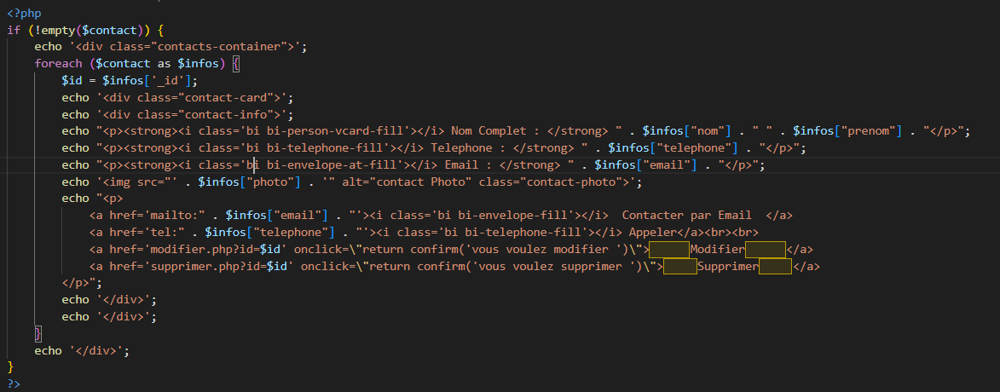 <?php
if (!empty($contact)) {
    echo '<div class="contacts-container">';
    foreach ($contact as $infos) {
        $id = $infos['_id'];
        echo '<div class="contact-card">';
        echo '<div class="contact-info">';
        echo "<p><strong><i class='bi bi-person-vcard-fill'></i> Nom Complet : </strong> " . $infos["nom"] . " " . $infos["prenom"] . "</p>";
        echo "<p><strong><i class='bi bi-telephone-fill'></i> Telephone : </strong> " . $infos["telephone"] . "</p>";
        echo "<p><strong><i class='bi bi-envelope-at-fill'></i> Email : </strong> " . $infos["email"] . "</p>";
        echo '<img src="' . $infos["photo"] . '" alt="contact Photo" class="contact-photo">';
        echo "<p>
            <a href='mailto:" . $infos["email"] . "'><i class='bi bi-envelope-fill'></i>  Contacter par Email  </a>
            <a href='tel:" . $infos["telephone"] . "'><i class='bi bi-telephone-fill'></i> Appeler</a><br><br>
            <a href='modifier.php?id=$id' onclick=\"return confirm('vous voulez modifier ')\">      Modifier      </a>
            <a href='supprimer.php?id=$id' onclick=\"return confirm('vous voulez supprimer ')\">     Supprimer     </a>
        </p>";
        echo '</div>';
        echo '</div>';
    }
    echo '</div>';
}
?>